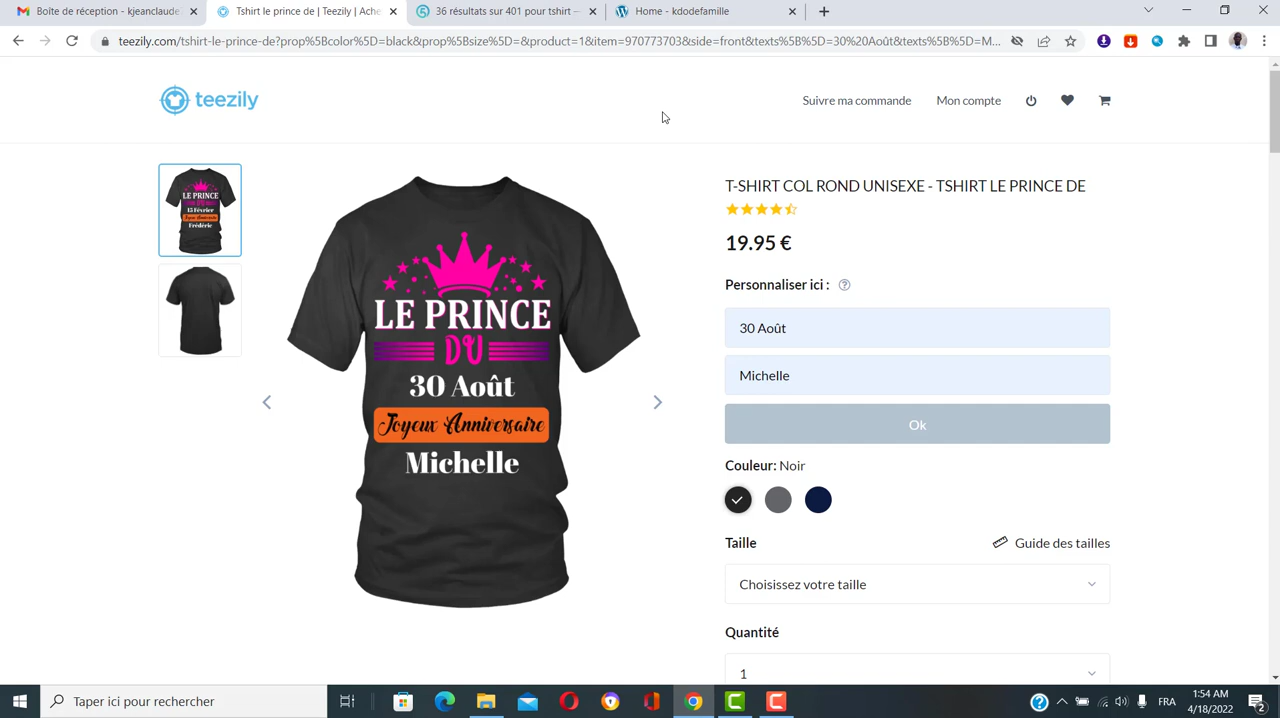 Boîte de réception - kjeanclaude
Tshirt le prince de | Teezily | Ache
36 résultats sur 401 pour tshirt —
Home - kdodefamille
teezily.com/tshirt-le-prince-de?prop%5Bcolor%5D=black&prop%5Bsize%5D=&product=1&item=970773703&side=front&texts%5B%5D=30%20Août&texts%5B%5D=M...
teezily
Suivre ma commande
Mon compte
T-SHIRT COL ROND UNISEXE - TSHIRT LE PRINCE DE
19.95 €
Personnaliser ici :
30 Août
Michelle
Ok
Couleur: Noir
Taille
Guide des tailles
Choisissez votre taille
Quantité
1
LE PRINCE
DU
15 Février
Joyeux Anniversaire
Frédéric
LE PRINCE
DU
30 Août
Joyeux Anniversaire
Michelle
Taper ici pour rechercher
FRA
1:54 AM
4/18/2022
2